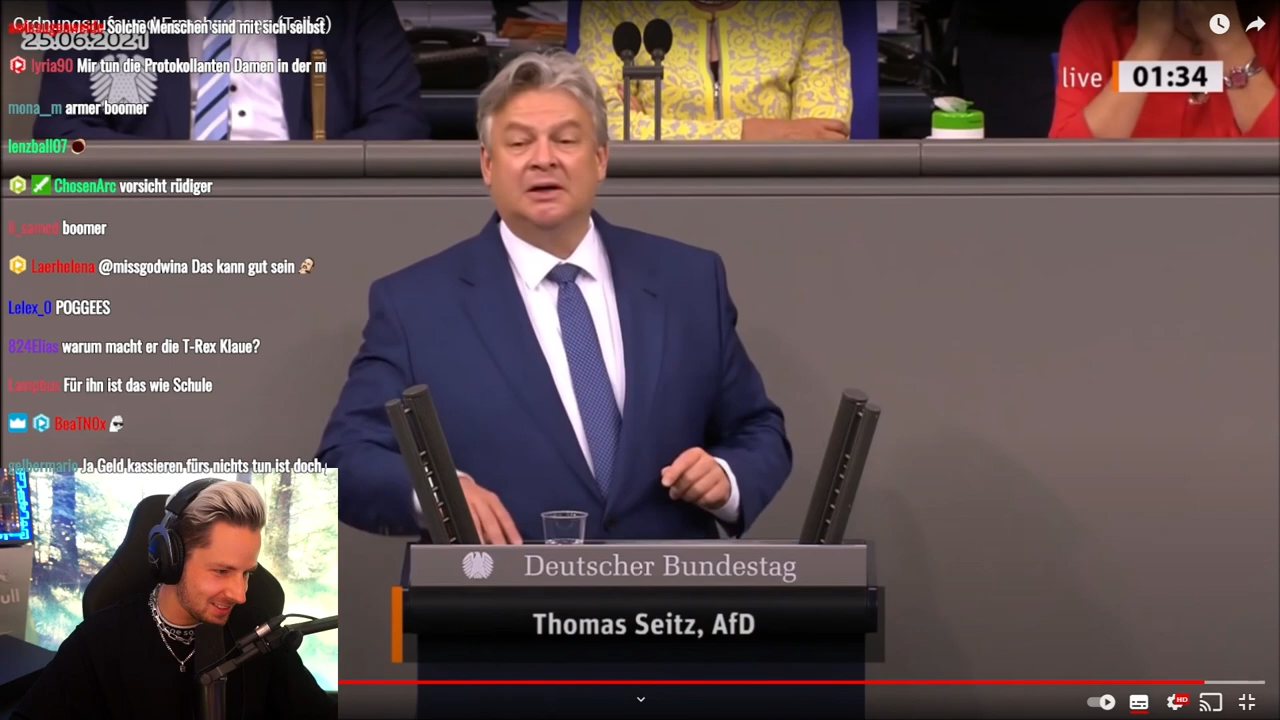 25.06.2021
Solche Menschen sind mit sich selbst
lyria90 Mir tun die Protokollanten Damen in der m
mona__m armer boomer
lenzball07
ChosenArc vorsicht rüdiger
boomer
Laerhelena @missgodwina Das kann gut sein
Lelex_0 POGGEES
824Elias warum macht er die T-Rex Klaue?
Für ihn ist das wie Schule
BeaTN0x
Ja Geld kassieren fürs nichts tun ist doch
live 01:34
Deutscher Bundestag
Thomas Seitz, AfD
HD